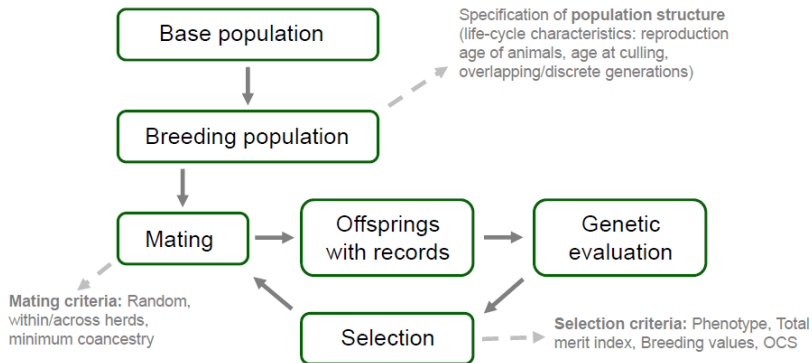 Base population
Specification of population structure
(life-cycle characteristics: reproduction
age of animals, age at culling,
overlapping/discrete generations)
Breeding population
Mating
Offsprings
with records
Genetic
evaluation
Mating criteria: Random,
within/across herds,
minimum coancestry
Selection
Selection criteria: Phenotype, Total
merit index, Breeding values, OCS